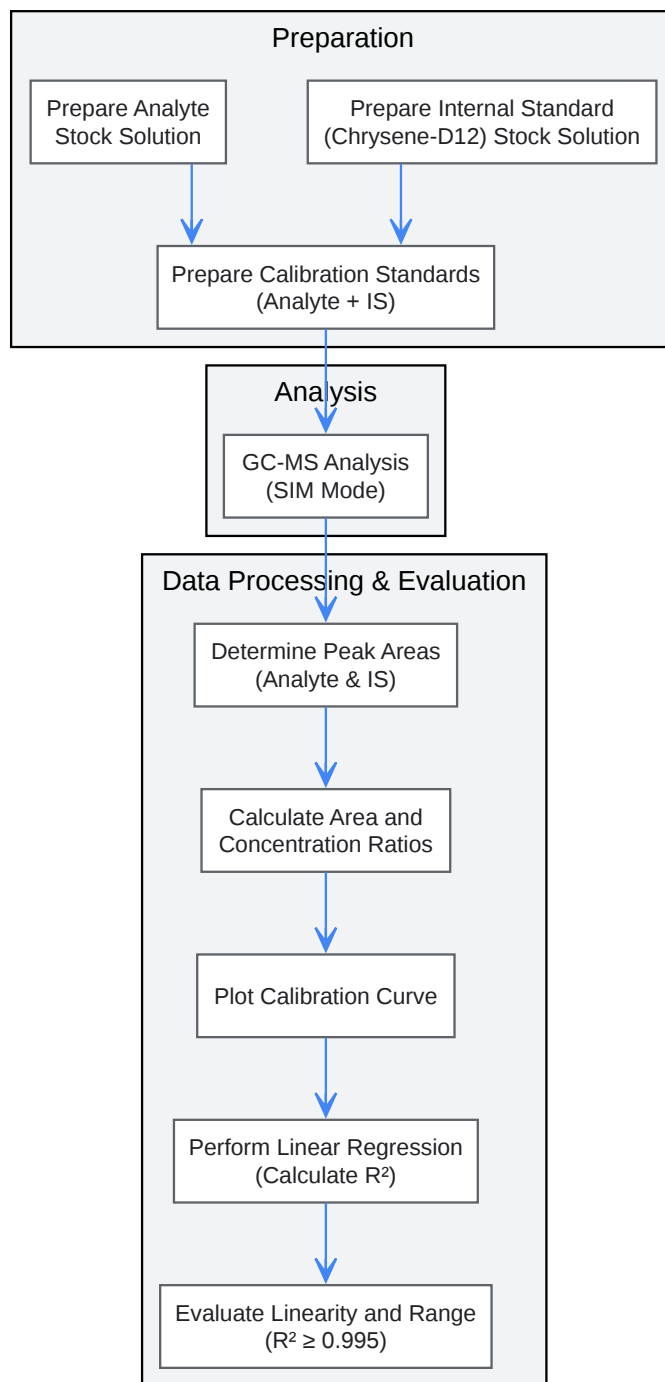 Preparation
Prepare Analyte
Stock Solution
Prepare Internal Standard
(Chrysene-D12) Stock Solution
Prepare Calibration Standards
(Analyte + IS)
Analysis
GC-MS Analysis
(SIM Mode)
Data Processing & Evaluation
Determine Peak Areas
(Analyte & IS)
Calculate Area and
Concentration Ratios
Plot Calibration Curve
Perform Linear Regression
(Calculate R²)
Evaluate Linearity and Range
(R² ≥ 0.995)